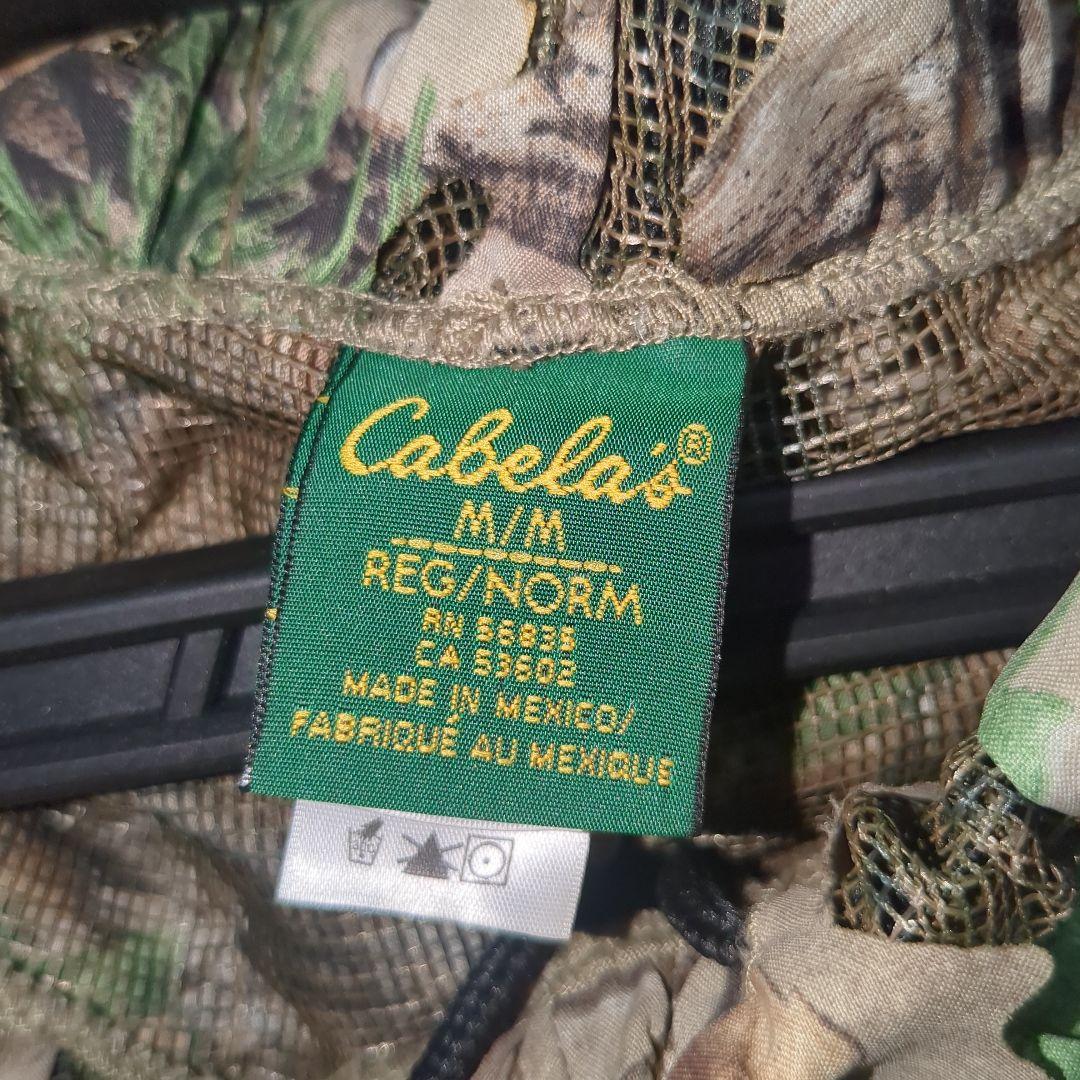 Cabela's®
M/M
REG/NORM
RN 56835
CA 53602
MADE IN MEXICO/
FABRIQUÉ AU MEXIQUE